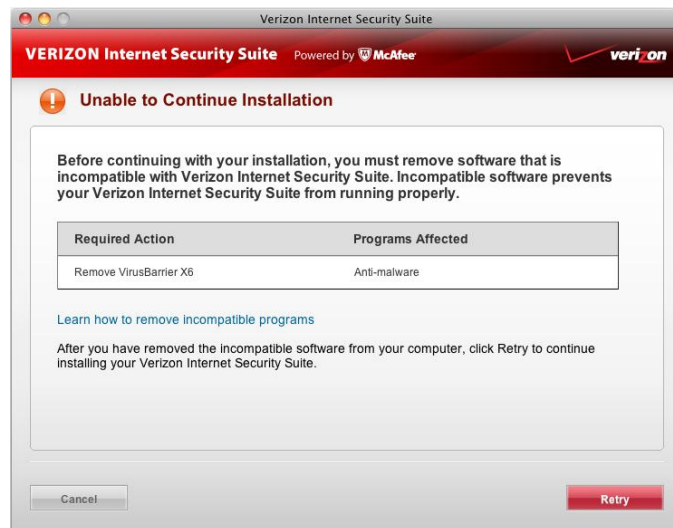 Verizon Internet Security Suite
VERIZON Internet Security Suite Powered by McAfee verizon
Unable to Continue Installation
Before continuing with your installation, you must remove software that is
incompatible with Verizon Internet Security Suite. Incompatible software prevents
your Verizon Internet Security Suite from running properly.
Required Action Programs Affected
Remove VirusBarrier X6 Anti-malware
Learn how to remove incompatible programs
After you have removed the incompatible software from your computer, click Retry to continue
installing your Verizon Internet Security Suite.
Cancel Retry